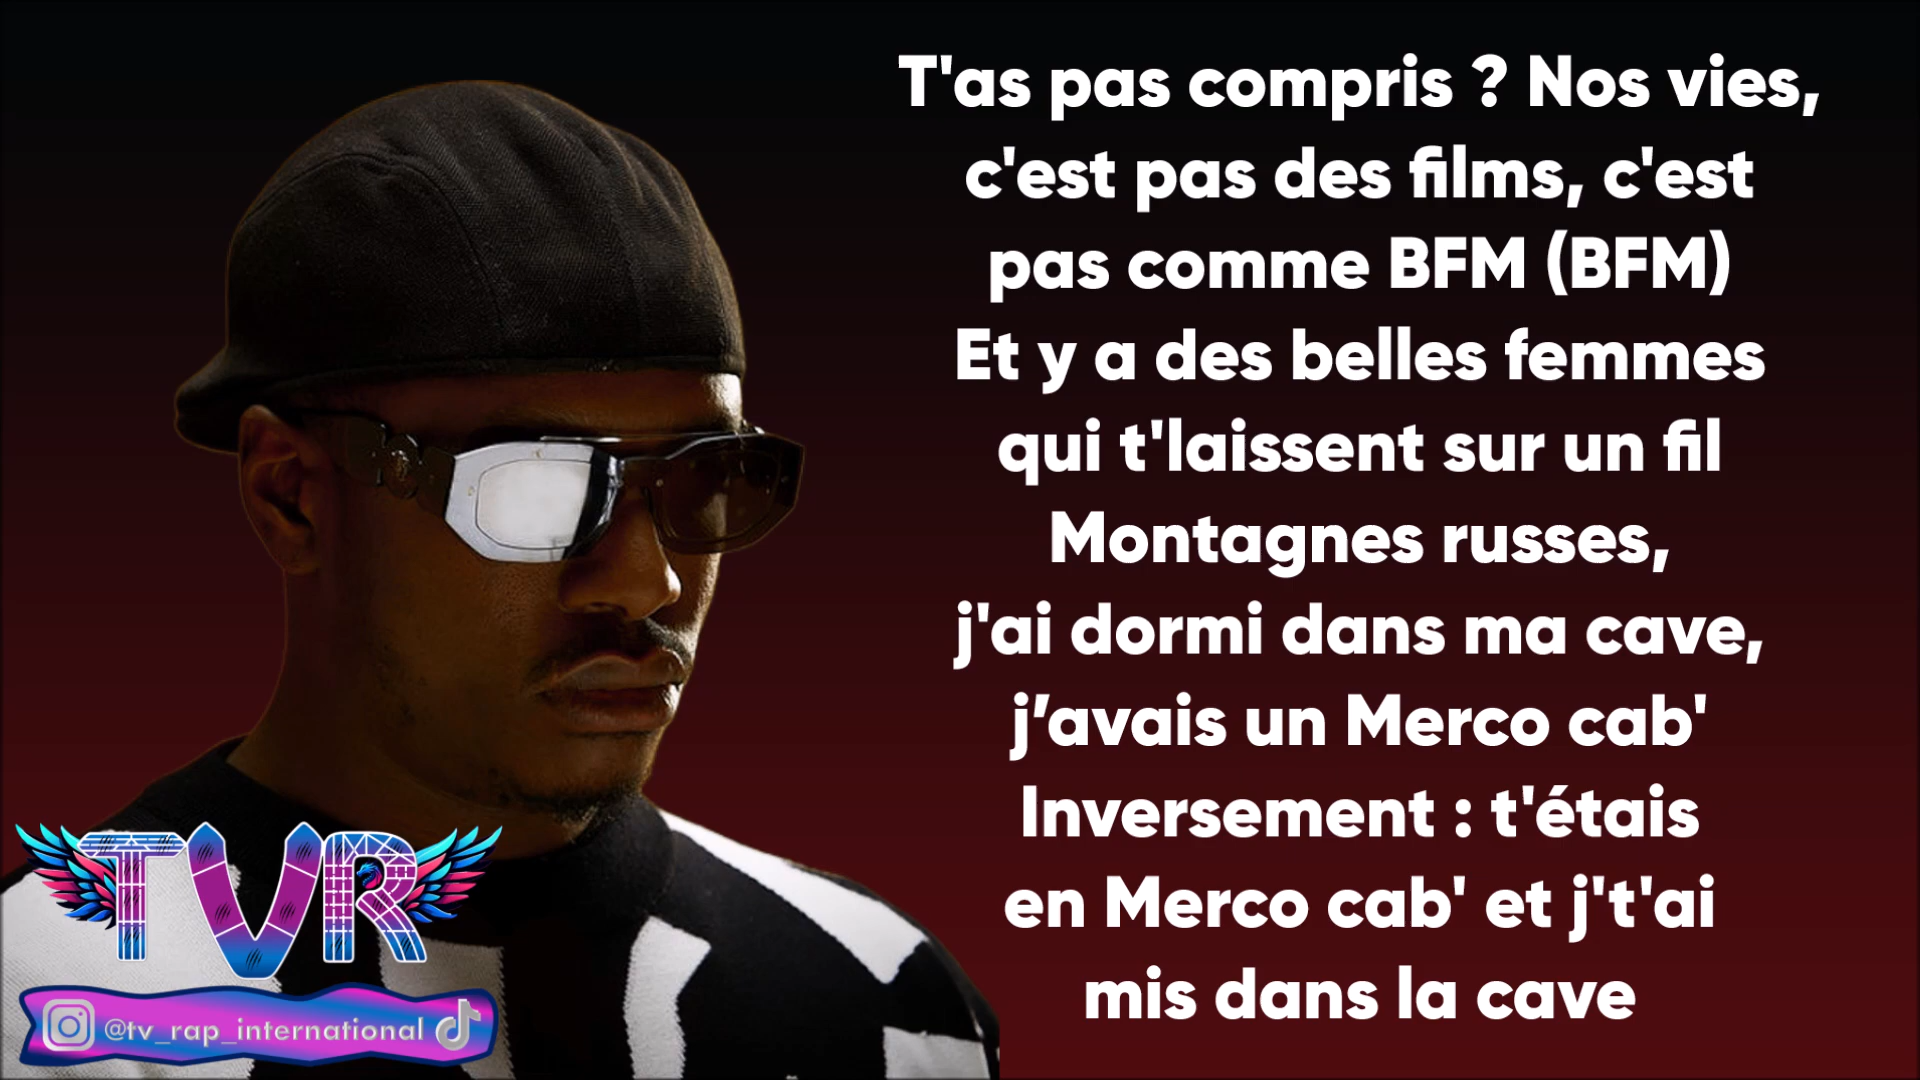 T'as pas compris ? Nos vies,
c'est pas des films, c'est
pas comme BFM (BFM)
Et y a des belles femmes
qui t'laissent sur un fil
Montagnes russes,
j'ai dormi dans ma cave,
j’avais un Merco cab'
Inversement : t'étais
en Merco cab' et j't'ai
mis dans la cave
TVR
@tv_rap_international